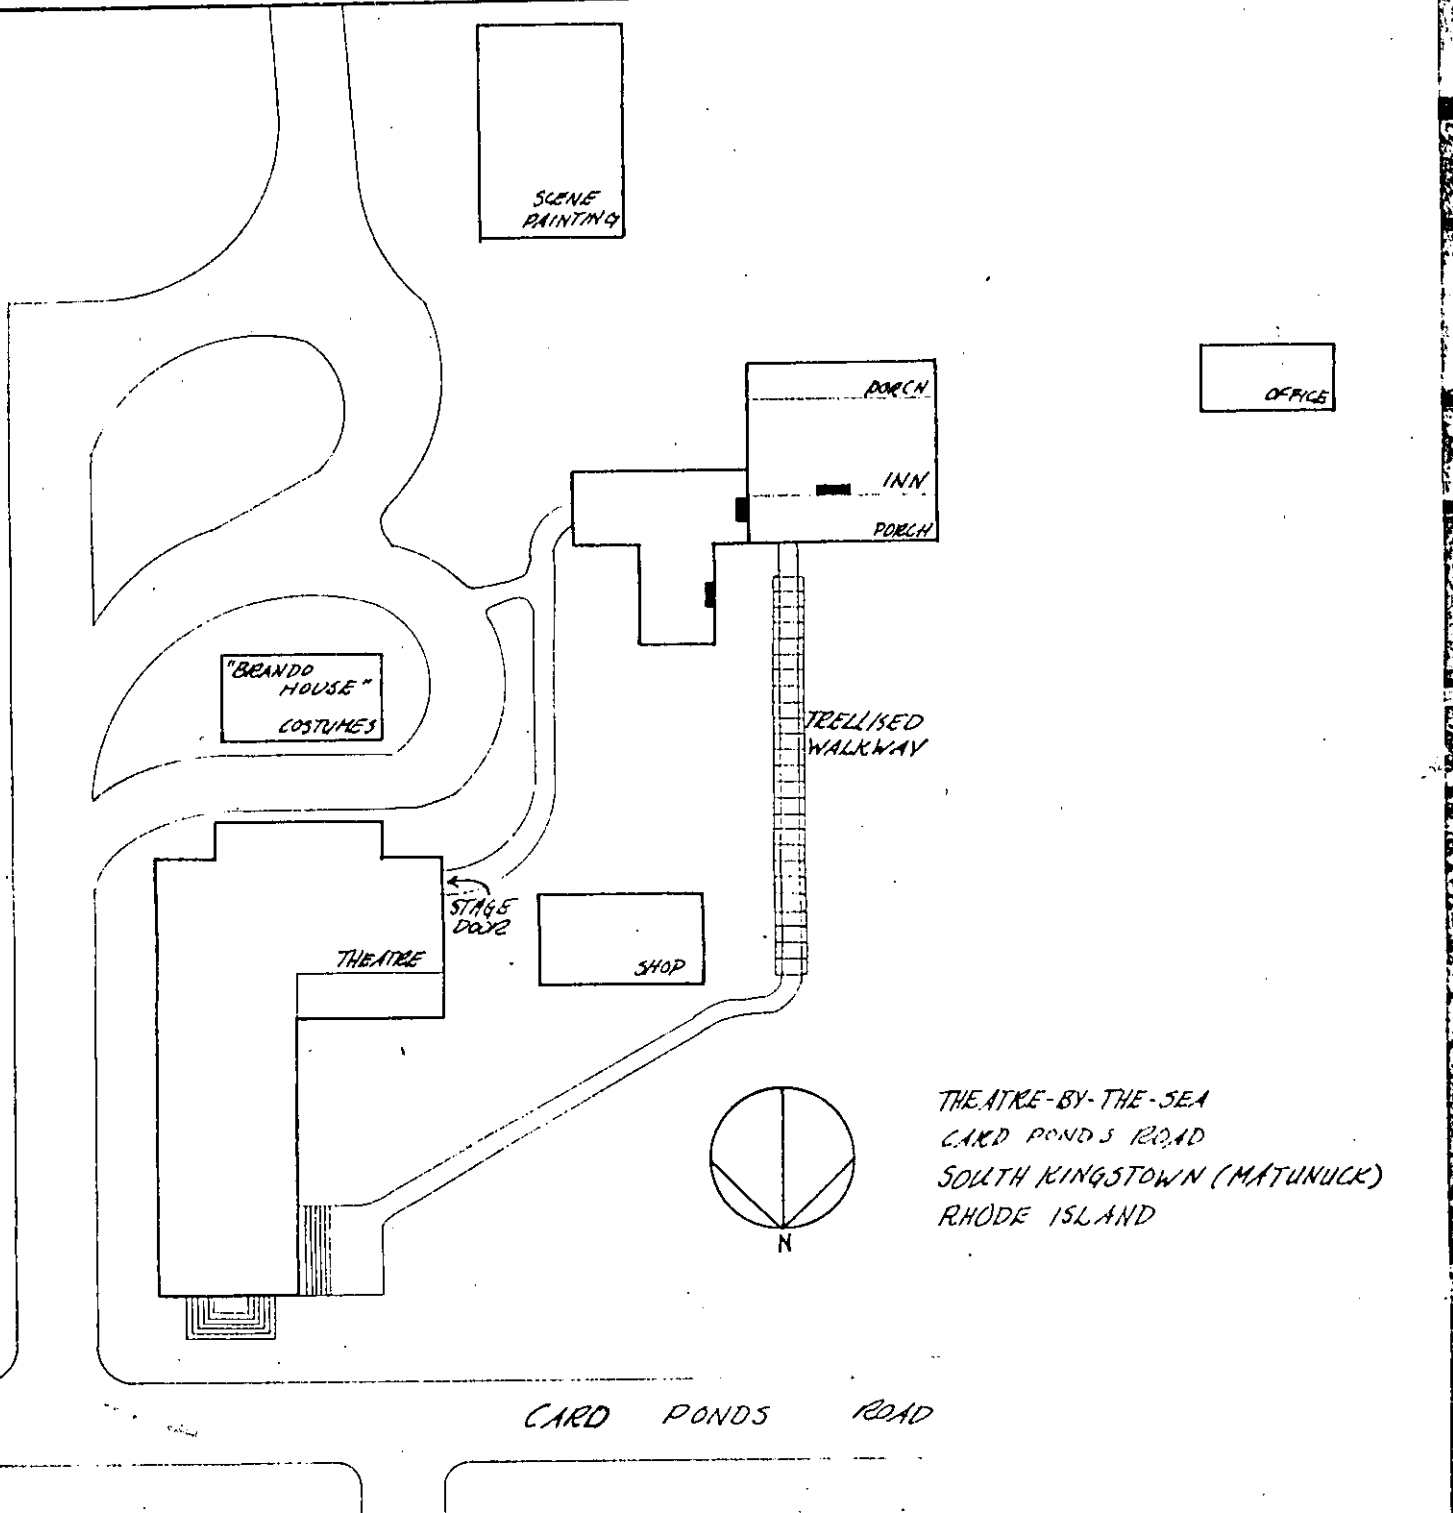 SCENE
PAINTING
OFFICE
PORCH
INN
PORCH
"BRANDO
HOUSE"
COSTUMES
TRELLISED
WALKWAY
STAGE
DOOR
THEATRE
SHOP
N
THEATRE-BY-THE-SEA
CARD PONDS ROAD
SOUTH KINGSTOWN (MATUNUCK)
RHODE ISLAND
CARD PONDS ROAD